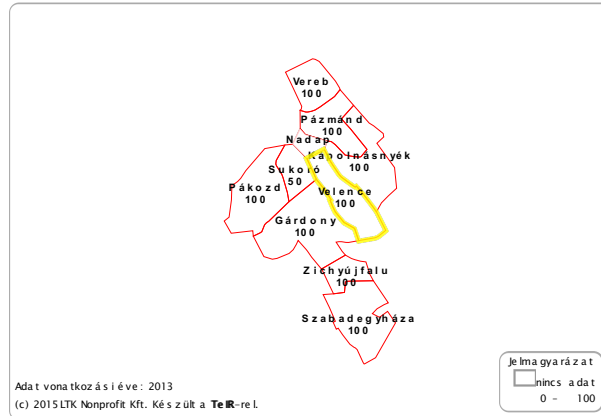 Vereb
100
Pázmánd
100
Nadap
Kápolnásnyék
100
Sukoró
50
Pákozd
100
Velence
100
Gárdony
100
Zichyújfalu
100
Szabadegyháza
100
Adat vonatkozási éve: 2013
(c) 2015 LTK Nonprofit Kft. Készült a TeIR-rel.
Jelmagyarázat
nincs adat
0 - 100